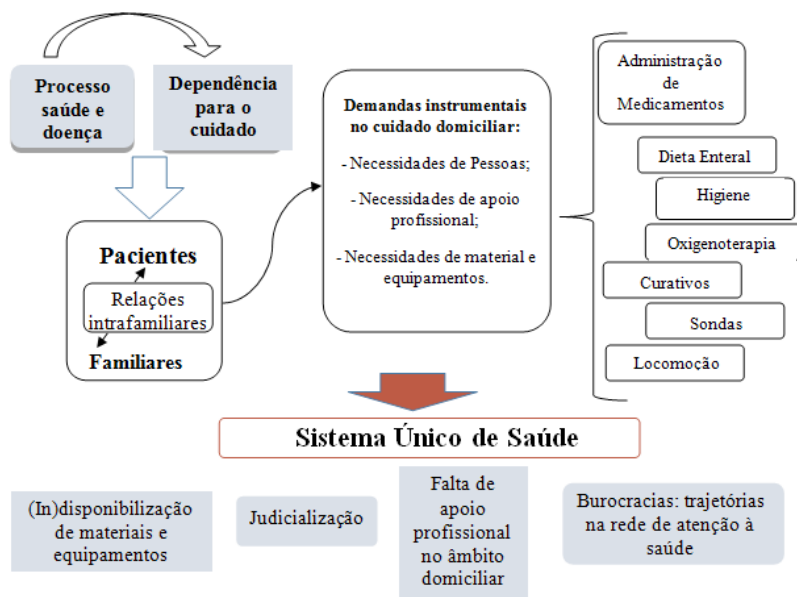 Processo
saúde e
doença
Dependência
para o
cuidado
Pacientes
Relações
intrafamiliares
Familiares
Demandas instrumentais
no cuidado domiciliar:
- Necessidades de Pessoas;
- Necessidades de apoio
profissional;
- Necessidades de material e
equipamentos.
Administração
de
Medicamentos
Dieta Enteral
Higiene
Oxigenoterapia
Curativos
Sondas
Locomoção
Sistema Único de Saúde
(In)disponibilização
de materiais e
equipamentos
Judicialização
Falta de
apoio
profissional
no âmbito
domiciliar
Burocracias: trajetórias
na rede de atenção à
saúde